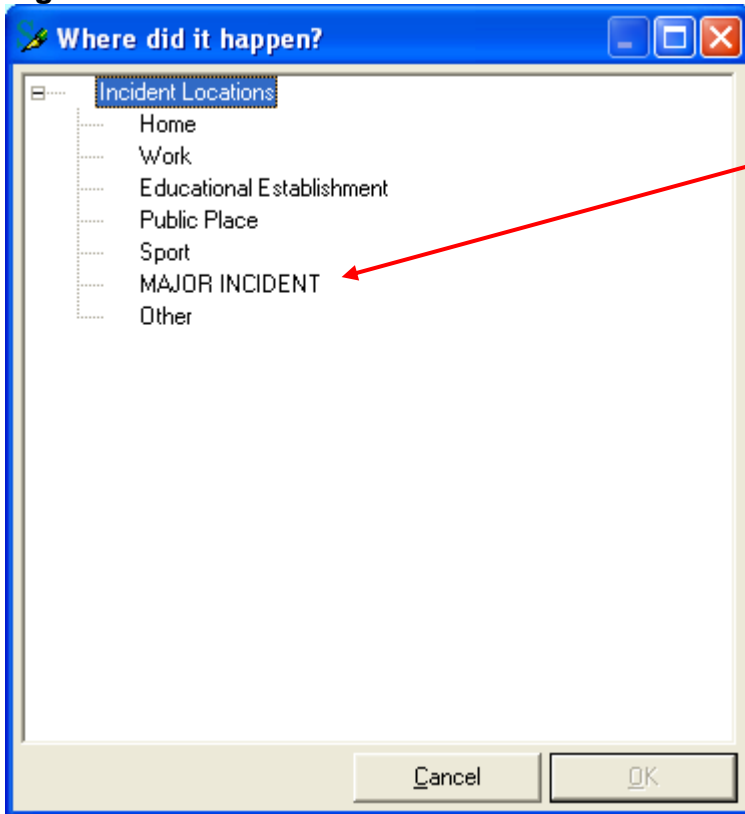 Where did it happen?
Incident Locations
Home
Work
Educational Establishment
Public Place
Sport
MAJOR INCIDENT
Other
Cancel
OK